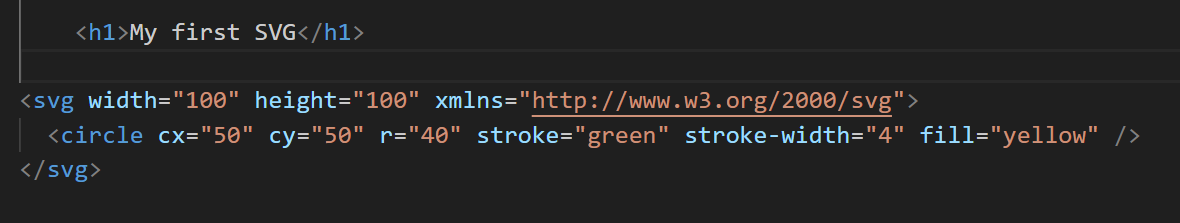 <h1>My first SVG</h1>
<svg width="100" height="100" xmlns="http://www.w3.org/2000/svg">
<circle cx="50" cy="50" r="40" stroke="green" stroke-width="4" fill="yellow" />
</svg>